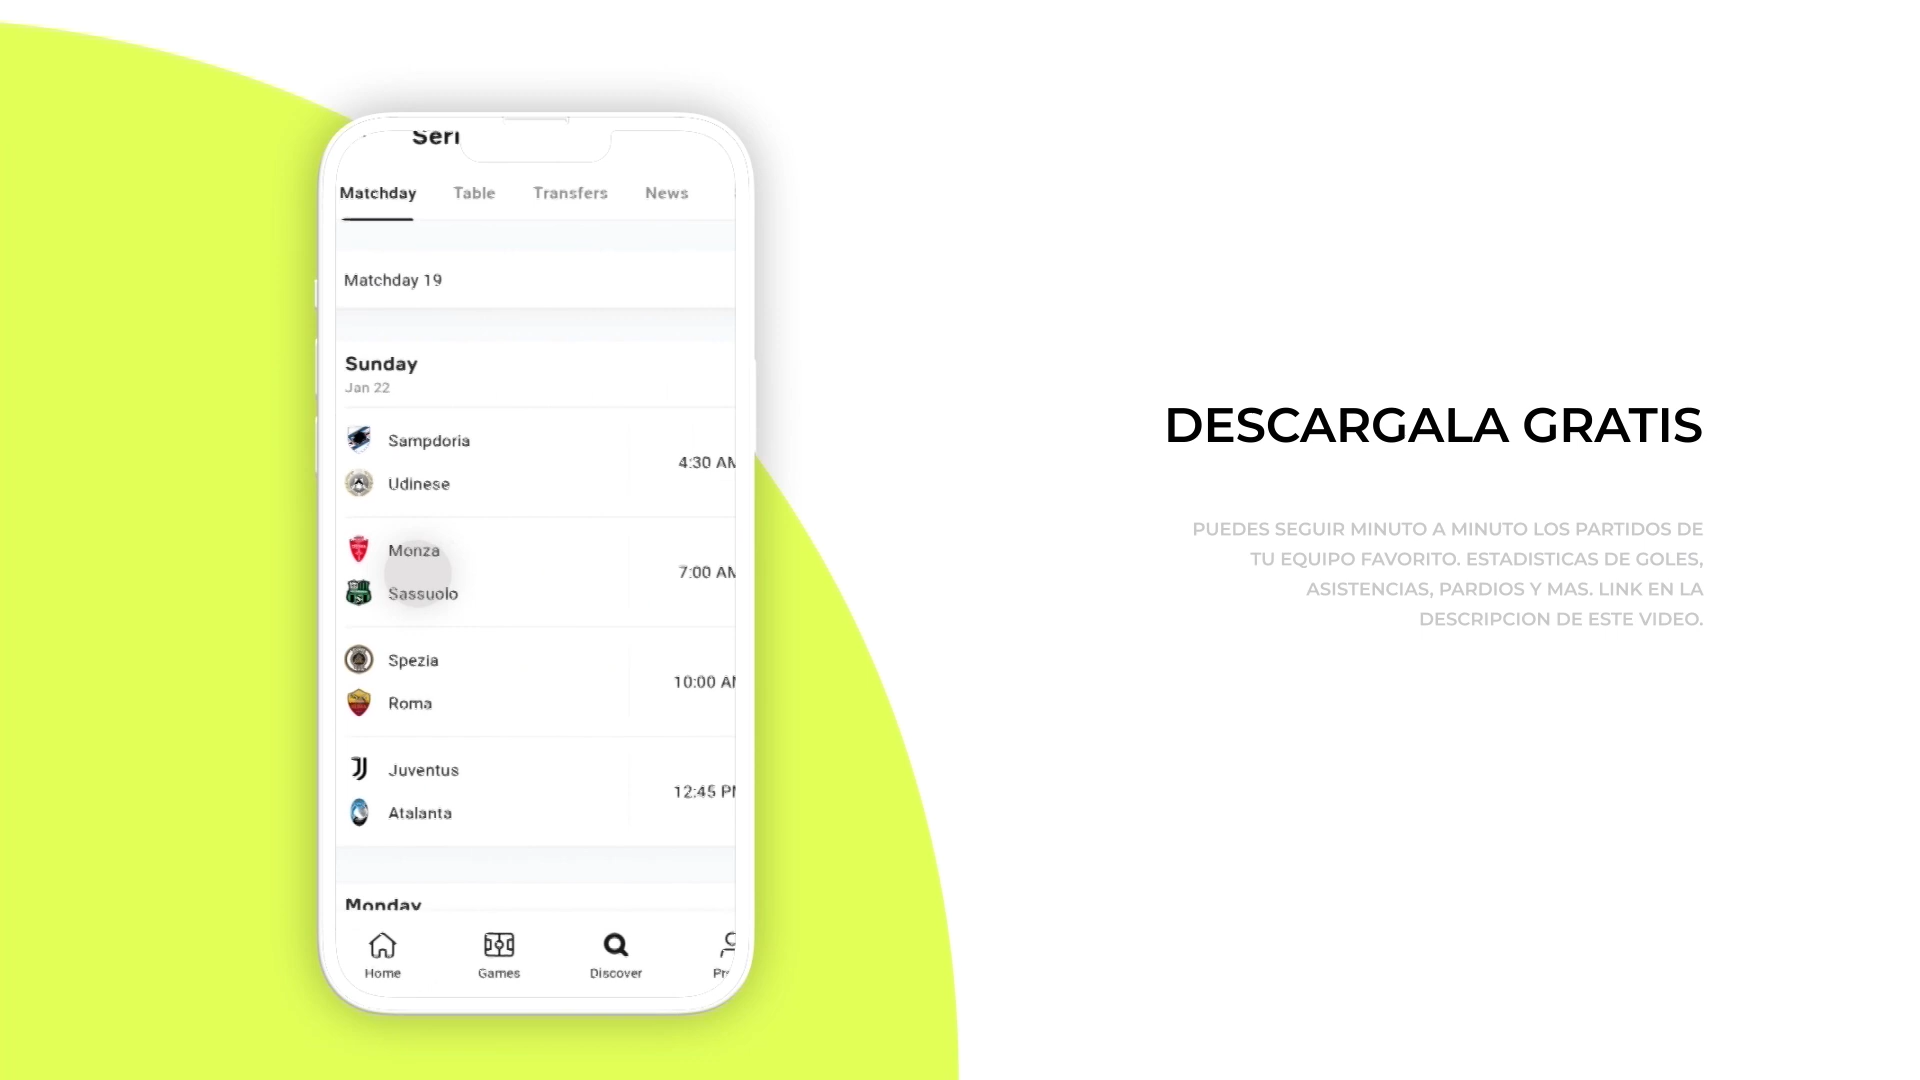 Seri
Matchday Table Transfers News
Matchday 19
Sunday
Jan 22
Sampdoria
4:30 AM
Udinese
Monza
7:00 AM
Sassuolo
Spezia
10:00 A
Roma
Juventus
12:45 P
Atalanta
Monday
Home Games Discover Pr
DESCARGALA GRATIS
PUEDES SEGUIR MINUTO A MINUTO LOS PARTIDOS DE
TU EQUIPO FAVORITO. ESTADISTICAS DE GOLES,
ASISTENCIAS, PARDIOS Y MAS. LINK EN LA
DESCRIPCION DE ESTE VIDEO.